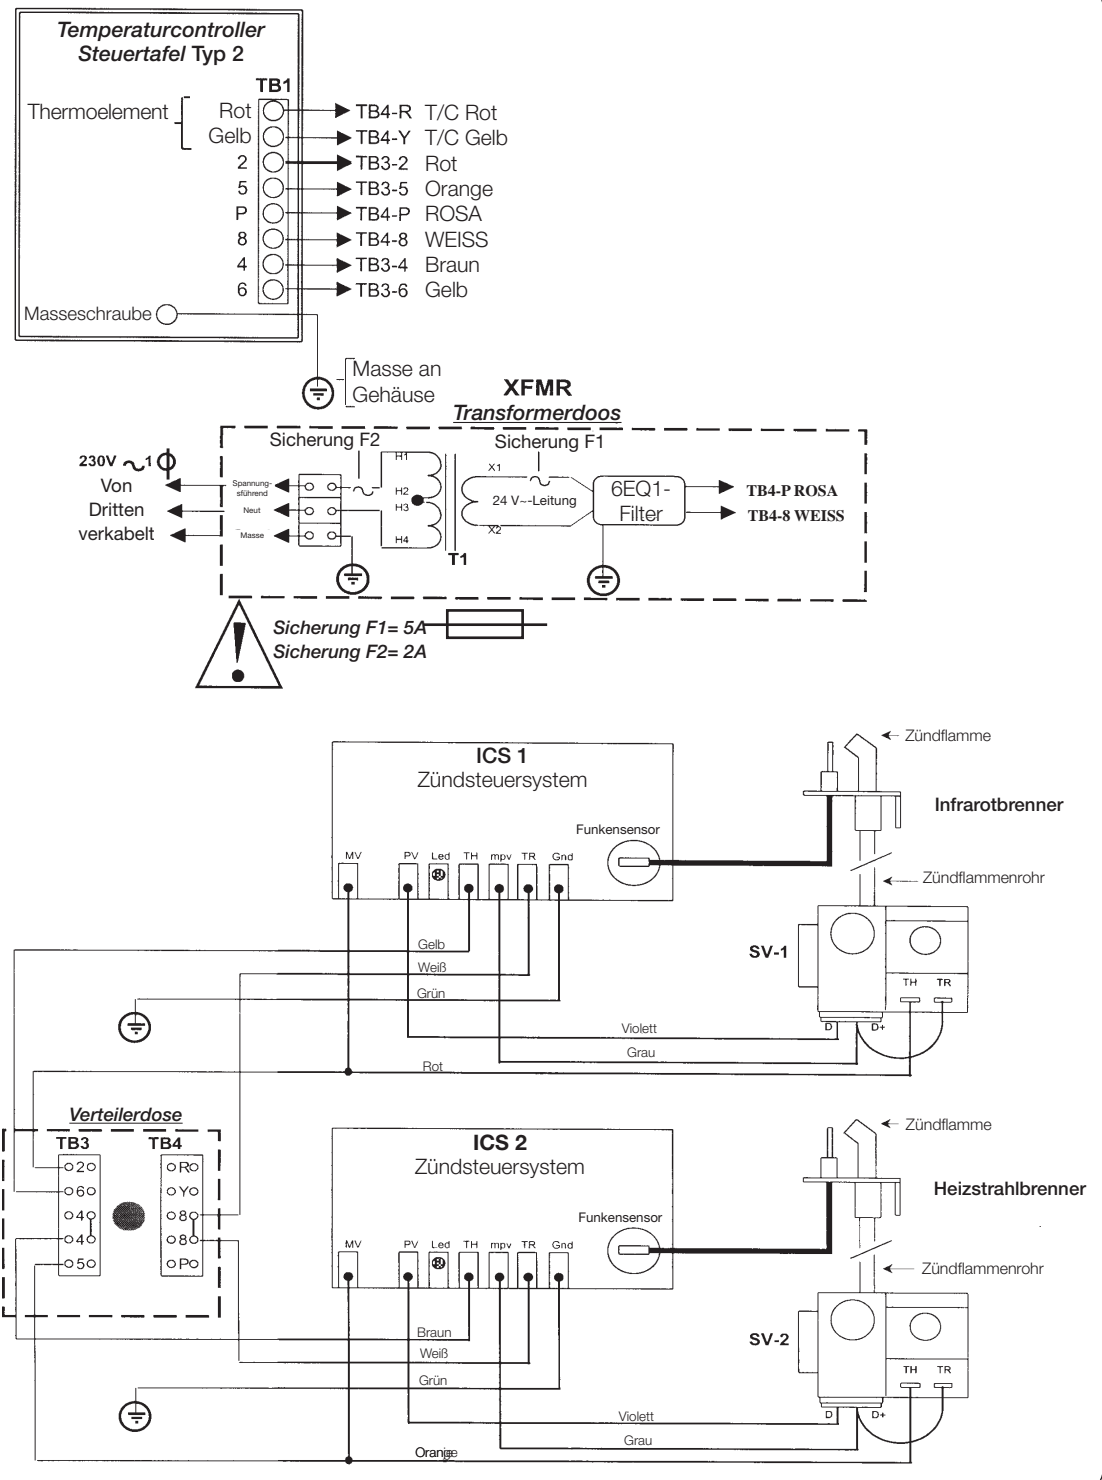 Temperaturcontroller
Steuertafel Typ 2
TB1
Thermoelement
Rot TB4-R T/C Rot
Gelb TB4-Y T/C Gelb
2 TB3-2 Rot
5 TB3-5 Orange
P TB4-P ROSA
8 TB4-8 WEISS
4 TB3-4 Braun
6 TB3-6 Gelb
Masseschraube
Masse an
Gehäuse
XFMR
Transformerdoos
Sicherung F2
Sicherung F1
230V 1
Von
Dritten
verkabelt
Spannungs-
sführend
Neut
Masse
H1
H2
H3
H4
T1
X1
24 V~-Leitung
X2
6EQ1-
Filter
TB4-P ROSA
TB4-8 WEISS
Sicherung F1= 5A
Sicherung F2= 2A
ICS 1
Zündsteuersystem
Funkensensor
MV PV Led TH mpv TR Gnd
Zündflamme
Infrarotbrenner
Zündflammenrohr
SV-1
TH TR
D D+
Gelb
Weiß
Grün
Violett
Grau
Rot
Verteilerdose
TB3 TB4
2 R
6 Y
4 8
4 8
5 P
ICS 2
Zündsteuersystem
Funkensensor
MV PV Led TH mpv TR Gnd
Zündflamme
Heizstrahlbrenner
Zündflammenrohr
SV-2
TH TR
D D+
Braun
Weiß
Grün
Violett
Grau
Orange